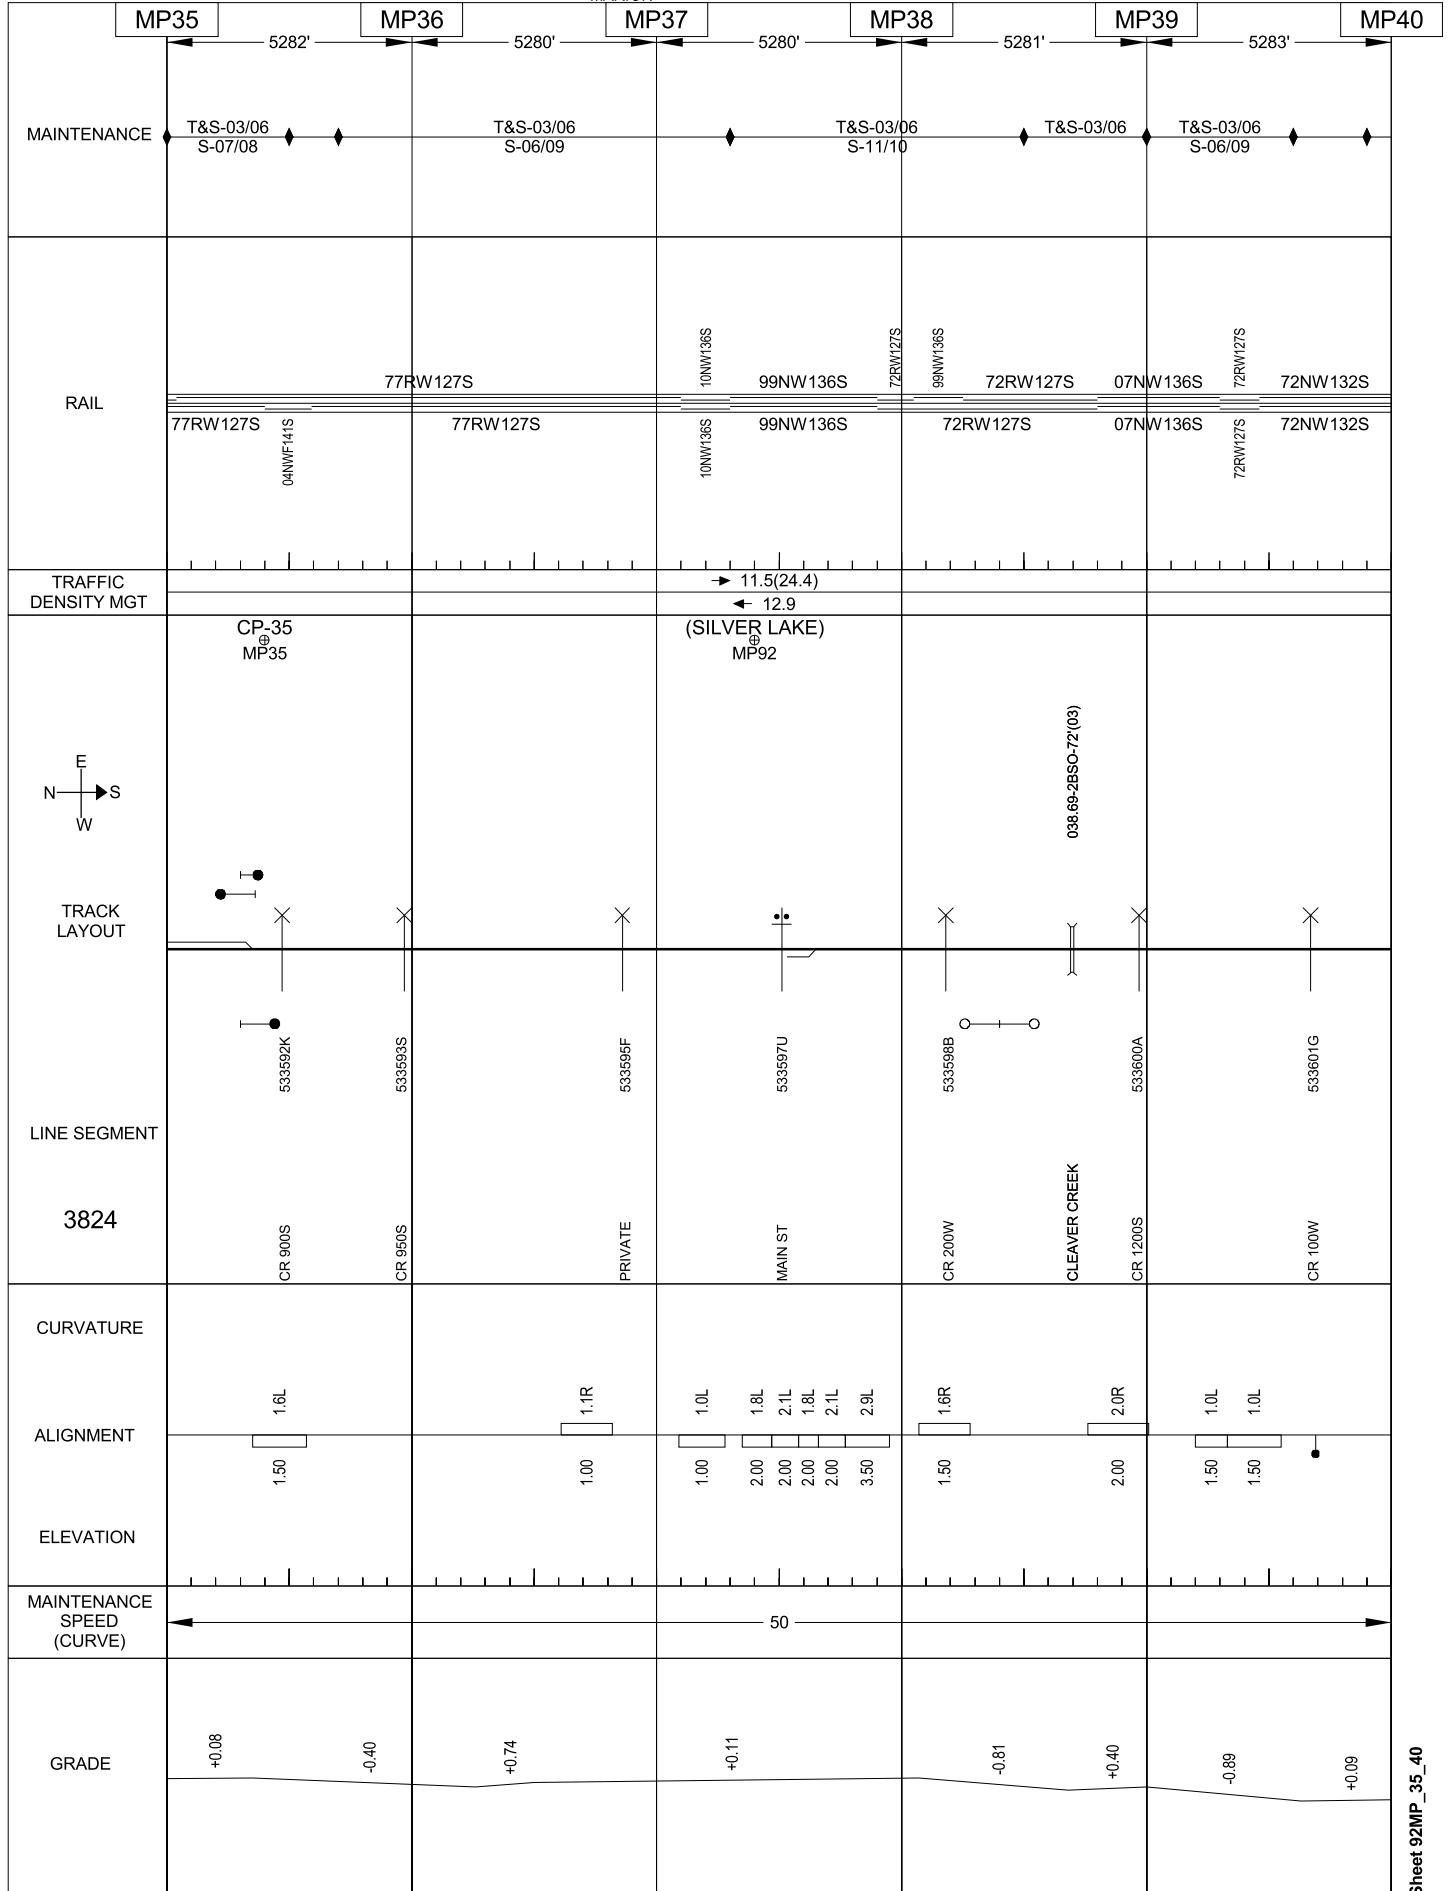 MP35 MP36 MP37 MP38 MP39 MP40
5282' 5280' 5280' 5281' 5283'
MAINTENANCE
T&S-03/06 T&S-03/06 T&S-03/06 T&S-03/06 T&S-03/06
S-07/08 S-06/09 S-11/10 S-06/09
RAIL
10NW136S 72RW127S 99NW136S 72RW127S
77RW127S 99NW136S 72RW127S 07NW136S 72NW132S
77RW127S 77RW127S 99NW136S 72RW127S 07NW136S 72NW132S
04NWF141S 10NW136S 72RW127S
TRAFFIC
DENSITY MGT
11.5(24.4)
12.9
CP-35 (SILVER LAKE)
MP35 MP92
038.69-2BSO-72'(03)
E
N S
W
TRACK
LAYOUT
533592K 533593S 533595F 533597U 533598B 533600A 533601G
LINE SEGMENT
3824
CR 900S CR 950S PRIVATE MAIN ST CR 200W CLEAVER CREEK CR 1200S CR 100W
CURVATURE
1.6L 1.1R 1.0L 1.8L 2.1L 1.8L 2.1L 2.9L 1.6R 2.0R 1.0L 1.0L
ALIGNMENT
1.50 1.00 1.00 2.00 2.00 2.00 2.00 3.50 1.50 2.00 1.50 1.50
ELEVATION
MAINTENANCE
SPEED
(CURVE)
50
GRADE
+0.08 -0.40 +0.74 +0.11 -0.81 +0.40 -0.89 +0.09
Sheet 92MP_35_40